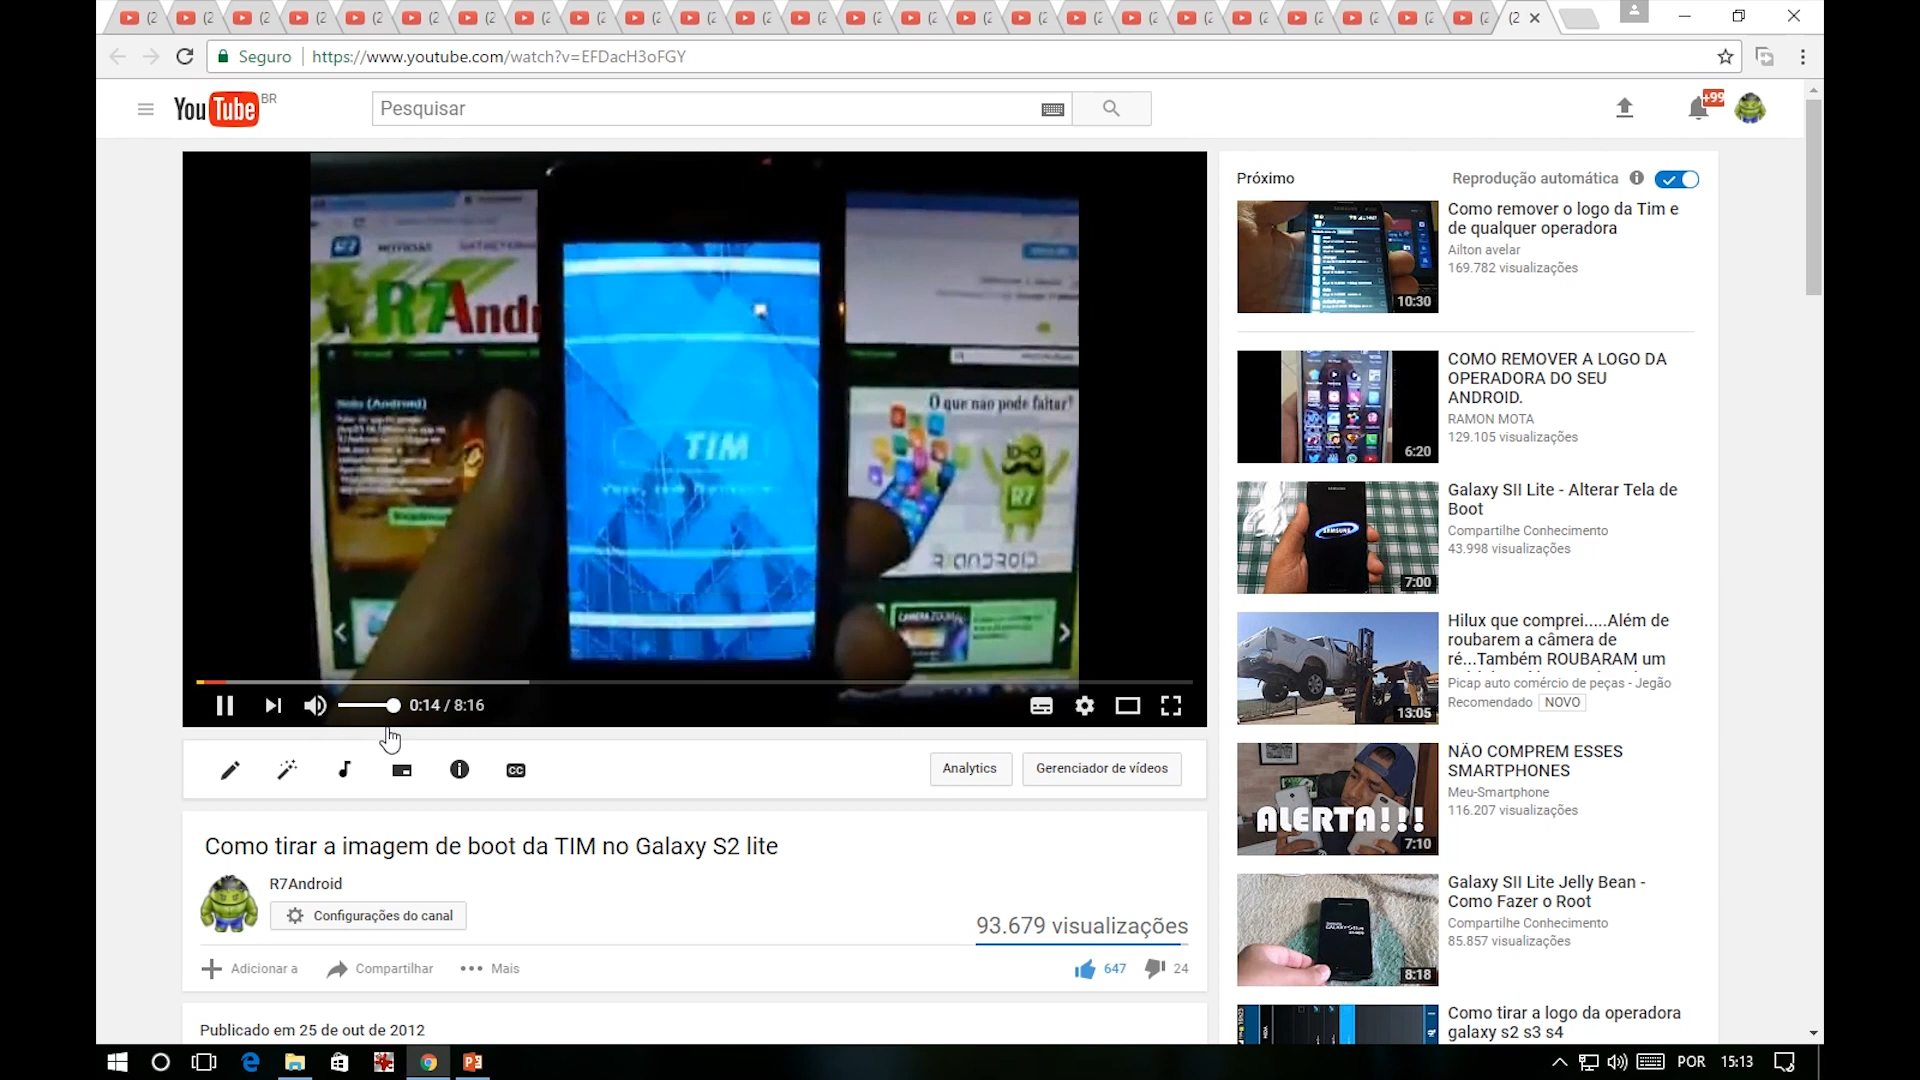 Seguro
https://www.youtube.com/watch?v=EFDacH3oFGY
YouTube BR
Pesquisar
+99
R7Andr
O que não pode faltar?
TIM
R7
0:14 / 8:16
Analytics
Gerenciador de vídeos
Como tirar a imagem de boot da TIM no Galaxy S2 lite
R7Android
Configurações do canal
93.679 visualizações
Adicionar a
Compartilhar
Mais
647
24
Publicado em 25 de out de 2012
Próximo
Reprodução automática
Como remover o logo da Tim e
de qualquer operadora
Ailton avelar
169.782 visualizações
10:30
COMO REMOVER A LOGO DA
OPERADORA DO SEU
ANDROID.
RAMON MOTA
129.105 visualizações
6:20
Galaxy SII Lite - Alterar Tela de
Boot
Compartilhe Conhecimento
43.998 visualizações
SAMSUNG
7:00
Hilux que comprei.....Além de
roubarem a câmera de
ré...Também ROUBARAM um
Picap auto comércio de peças - Jegão
Recomendado
NOVO
13:05
NÃO COMPREM ESSES
SMARTPHONES
Meu-Smartphone
116.207 visualizações
ALERTA!!!
7:10
Galaxy SII Lite Jelly Bean -
Como Fazer o Root
Compartilhe Conhecimento
85.857 visualizações
8:18
Como tirar a logo da operadora
galaxy s2 s3 s4
POR
15:13